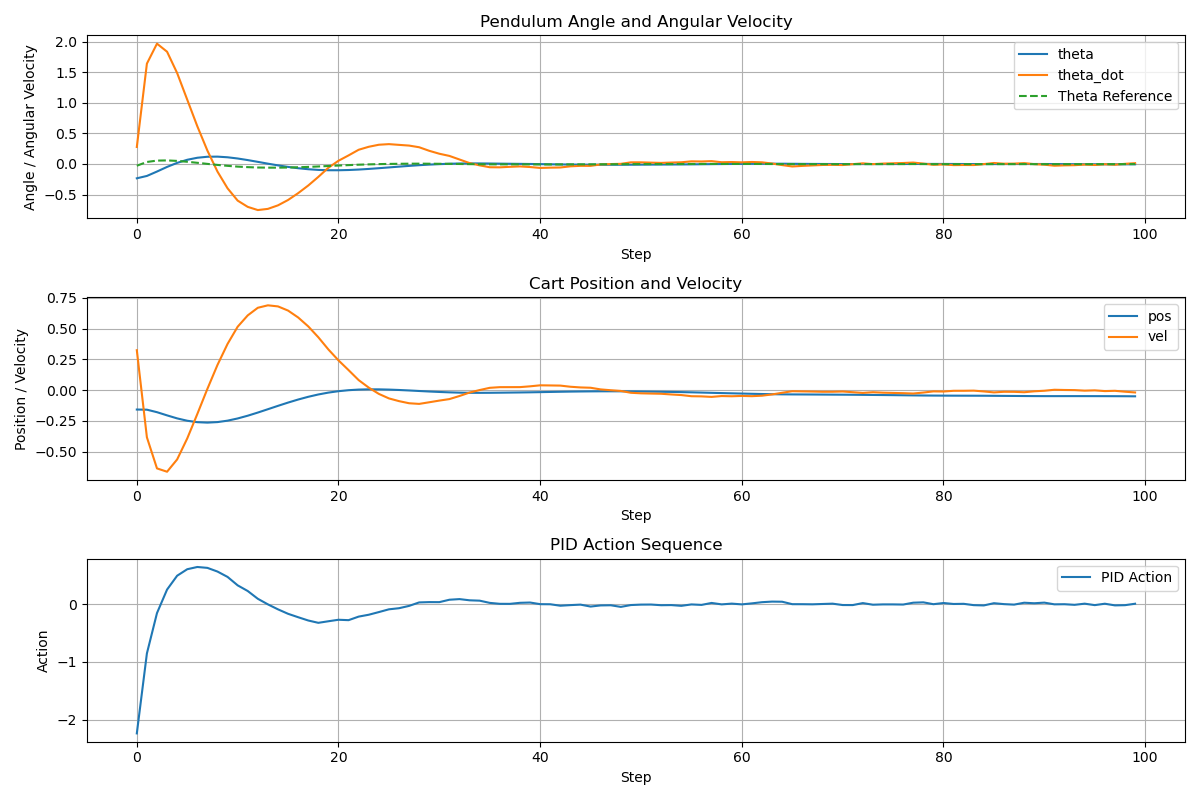 Pendulum Angle and Angular Velocity
Angle / Angular Velocity
2.0
1.5
1.0
0.5
0.0
−0.5
theta
theta_dot
Theta Reference
0 20 40 60 80 100
Step
Cart Position and Velocity
Position / Velocity
0.75
0.50
0.25
0.00
−0.25
−0.50
pos
vel
0 20 40 60 80 100
Step
PID Action Sequence
Action
0
−1
−2
PID Action
0 20 40 60 80 100
Step